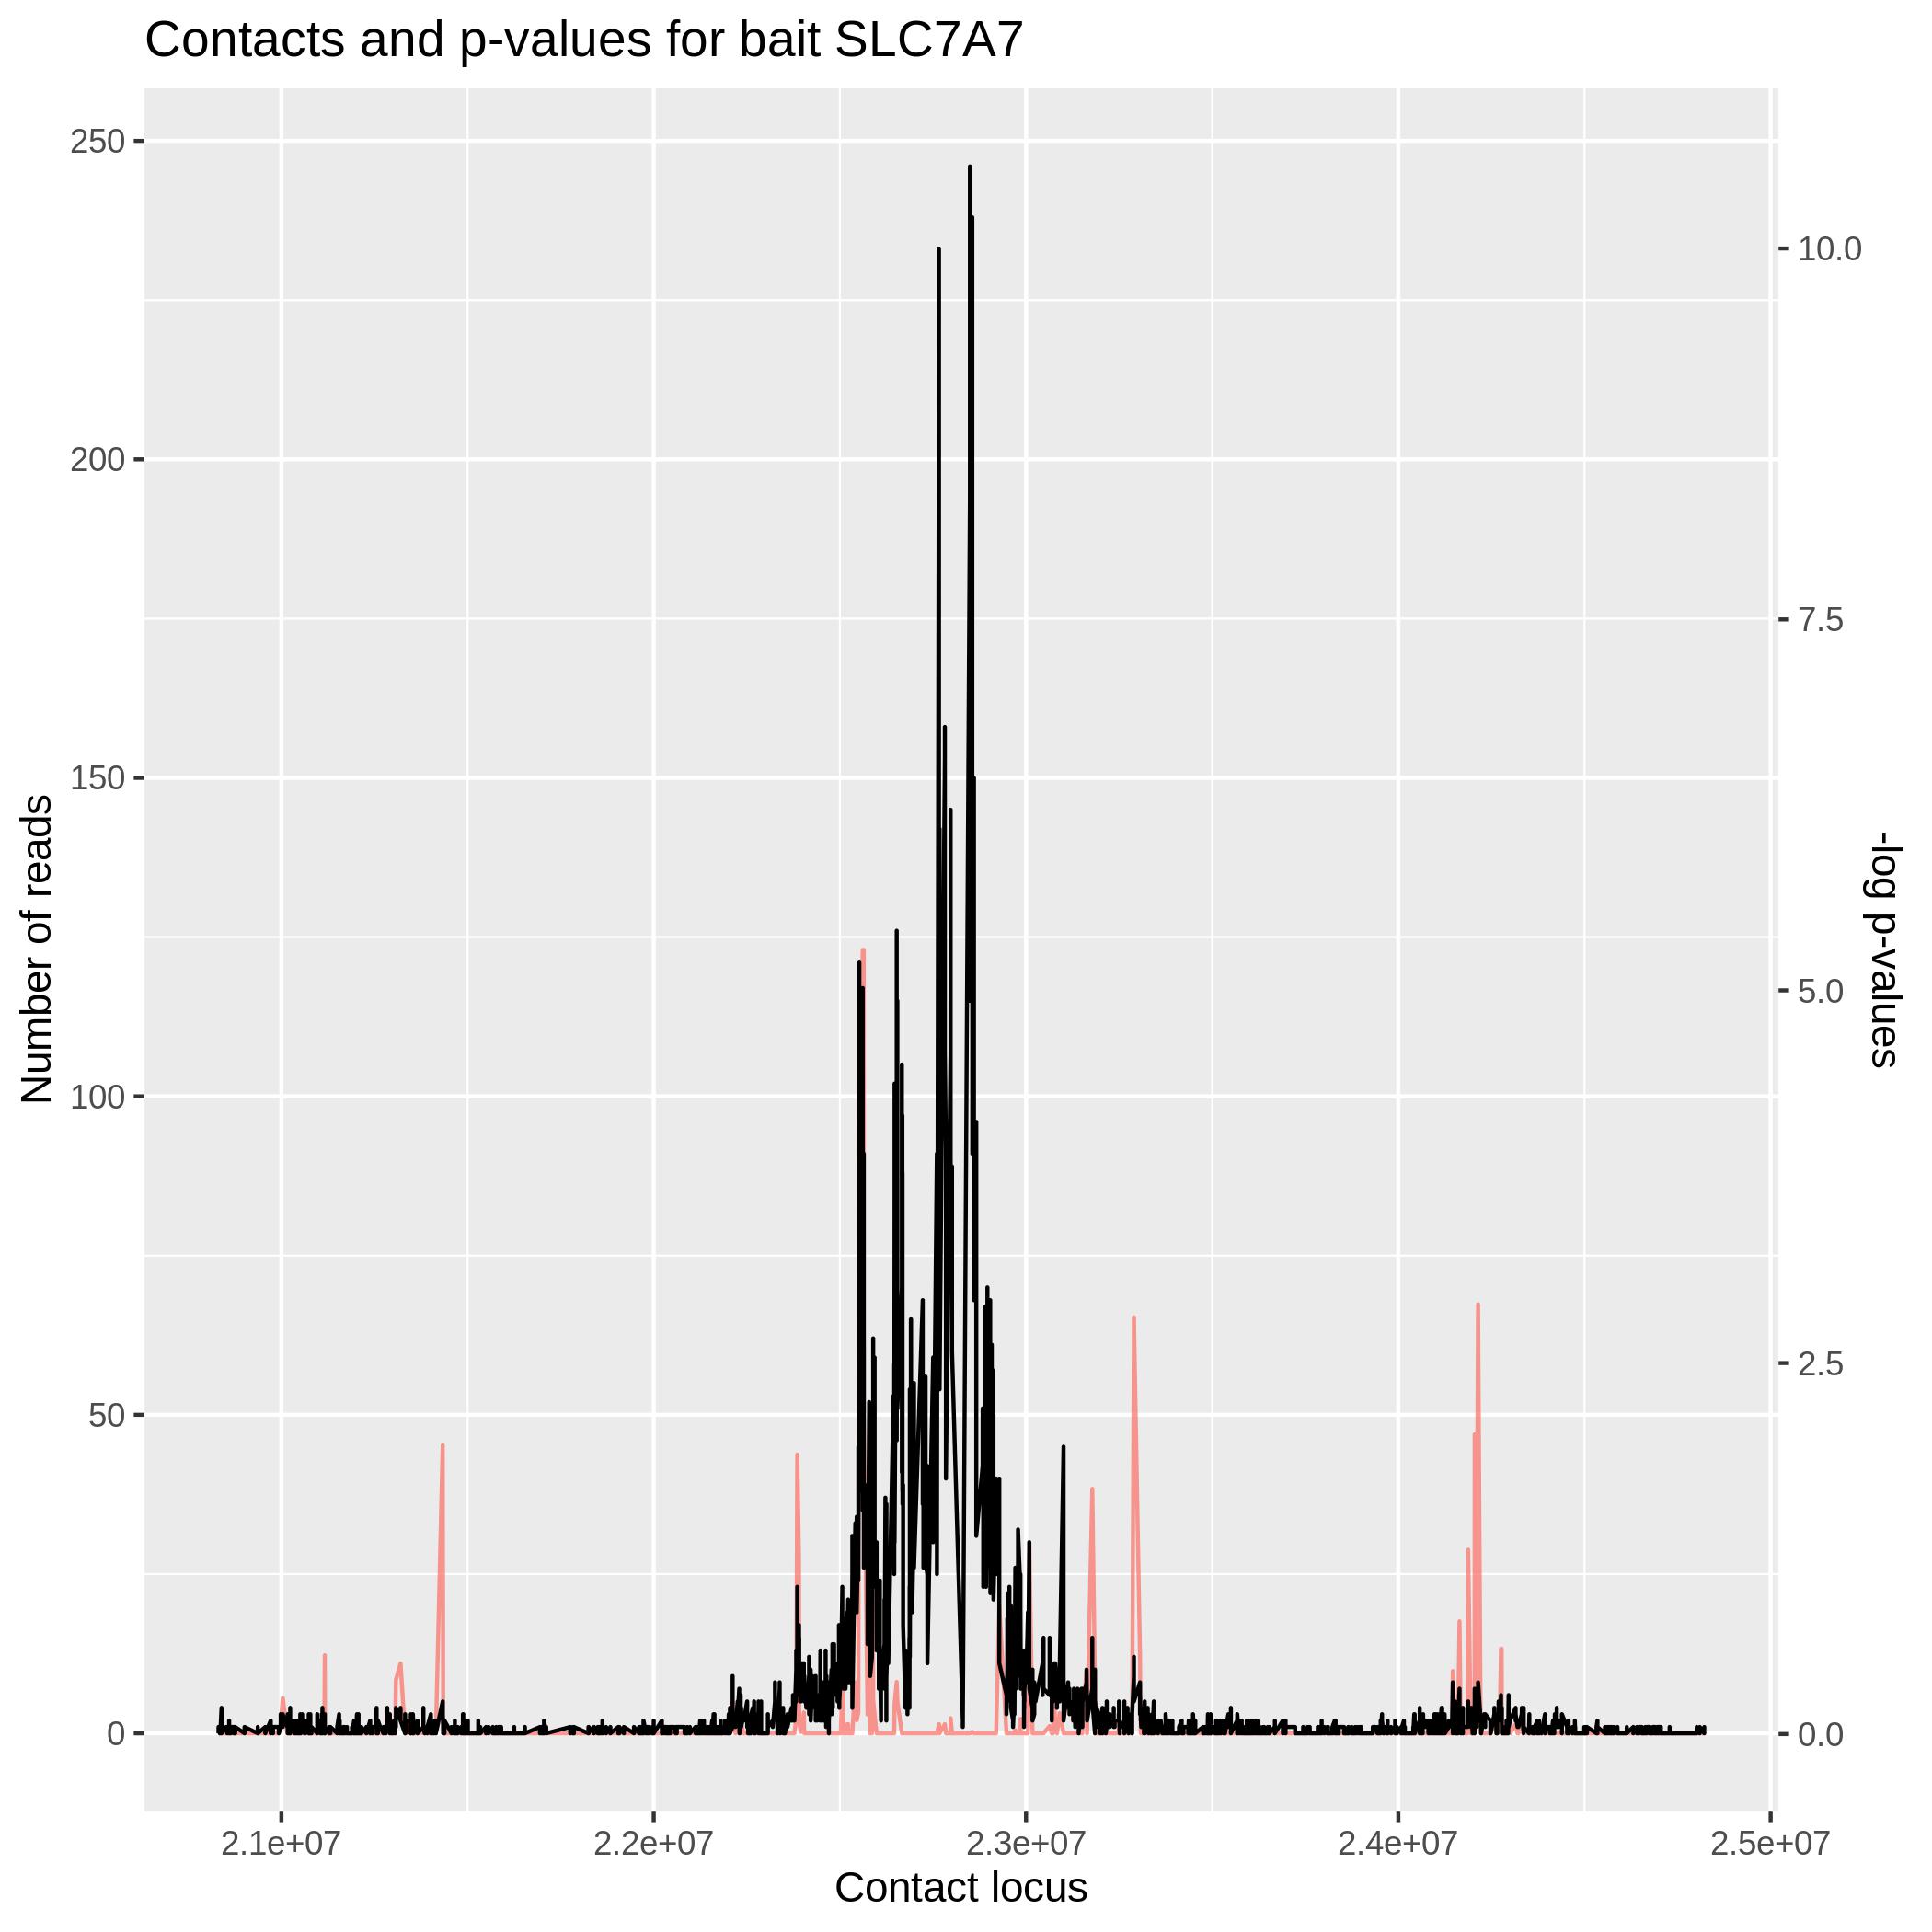 Contacts and p-values for bait SLC7A7
250
200
150
100
50
0
Number of reads
10.0
7.5
5.0
2.5
0.0
-log p-values
2.1e+07 2.2e+07 2.3e+07 2.4e+07 2.5e+07
Contact locus